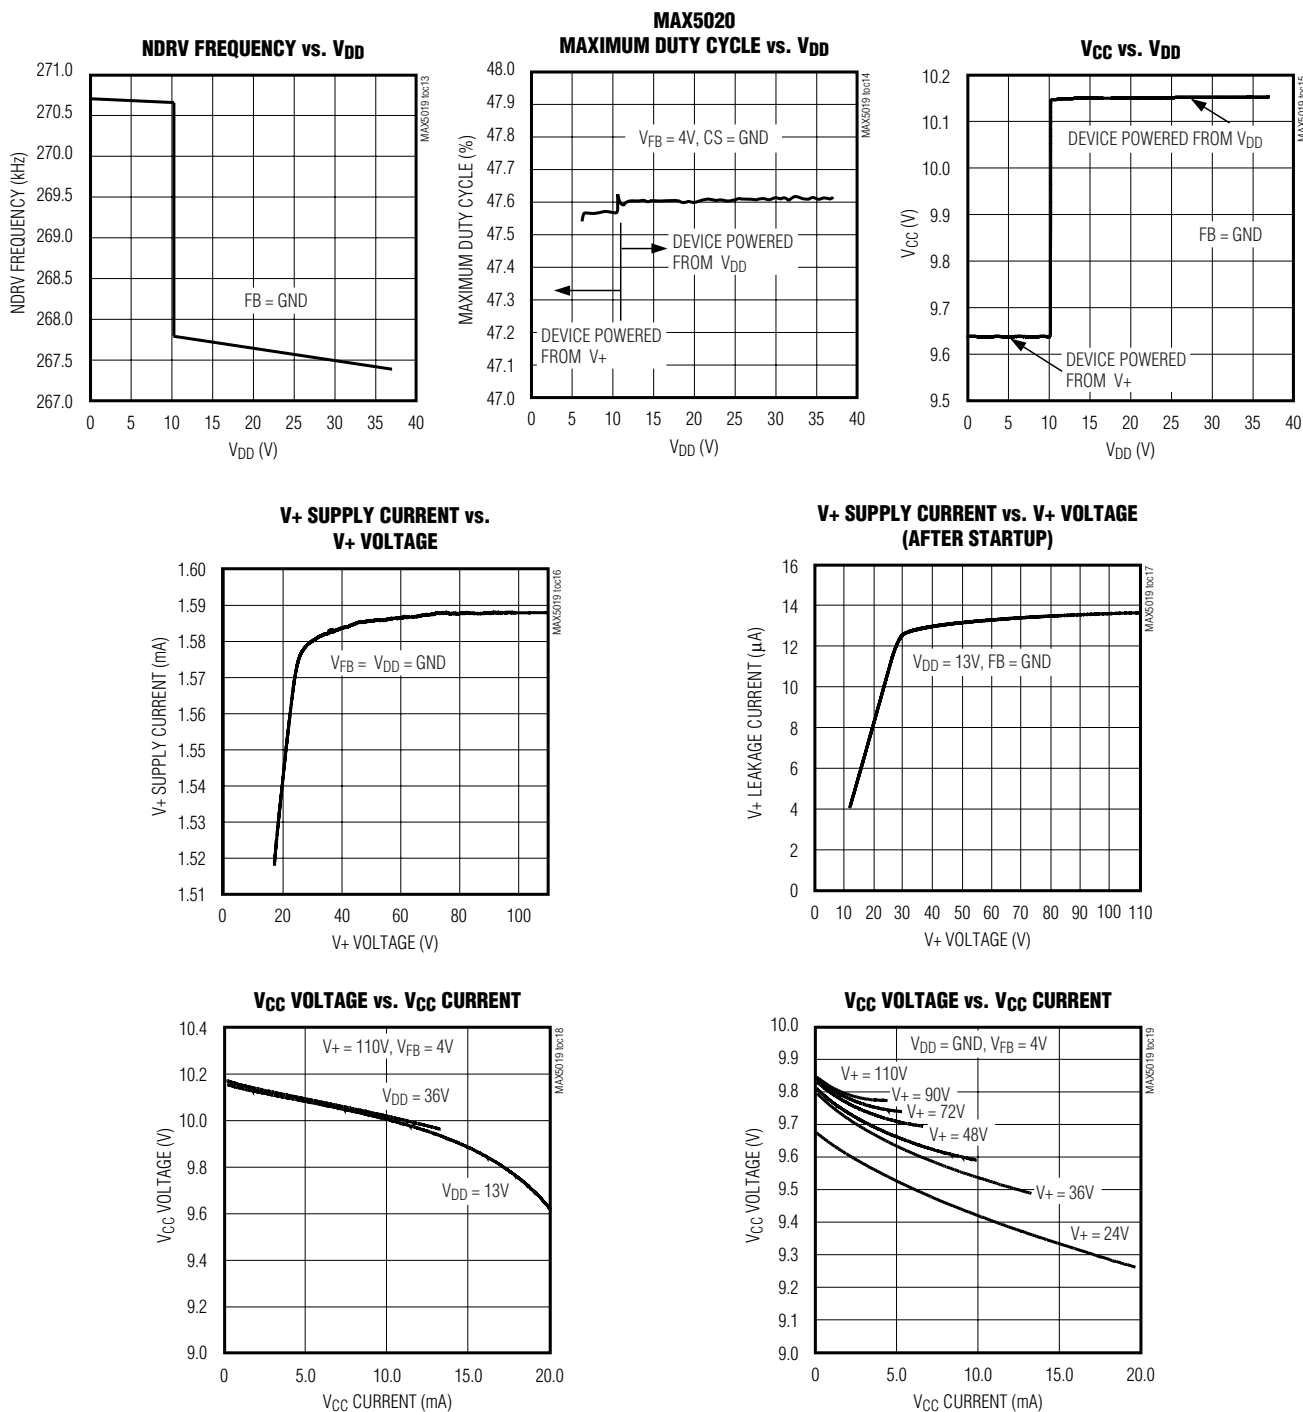 NDRV FREQUENCY vs. VDD
271.0
270.5
270.0
269.5
269.0
268.5
268.0
267.5
267.0
NDRV FREQUENCY (kHz)
FB = GND
0 5 10 15 20 25 30 35 40
VDD (V)
MAX5019 toc13
MAX5020
MAXIMUM DUTY CYCLE vs. VDD
48.0
47.9
47.8
47.7
47.6
47.5
47.3
47.2
47.1
47.0
MAXIMUM DUTY CYCLE (%)
VFB = 4V, CS = GND
DEVICE POWERED
FROM VDD
DEVICE POWERED
FROM V+
0 5 10 15 20 25 30 35 40
VDD (V)
MAX5019 toc14
VCC vs. VDD
10.2
10.1
10.0
9.9
9.8
9.7
9.6
9.5
VCC (V)
DEVICE POWERED FROM VDD
FB = GND
DEVICE POWERED
FROM V+
0 5 10 15 20 25 30 35 40
VDD (V)
MAX5019 toc15
V+ SUPPLY CURRENT vs.
V+ VOLTAGE
1.60
1.59
1.58
1.57
1.56
1.55
1.54
1.53
1.52
1.51
V+ SUPPLY CURRENT (mA)
VFB = VDD = GND
0 20 40 60 80 100
V+ VOLTAGE (V)
MAX5019 toc16
V+ SUPPLY CURRENT vs. V+ VOLTAGE
(AFTER STARTUP)
16
14
12
10
8
6
4
2
0
V+ LEAKAGE CURRENT (µA)
VDD = 13V, FB = GND
0 10 20 30 40 50 60 70 80 90 100 110
V+ VOLTAGE (V)
MAX5019 toc17
VCC VOLTAGE vs. VCC CURRENT
10.4
10.2
10.0
9.8
9.6
9.4
9.2
9.0
VCC VOLTAGE (V)
V+ = 110V, VFB = 4V
VDD = 36V
VDD = 13V
0 5.0 10.0 15.0 20.0
VCC CURRENT (mA)
MAX5019 toc18
VCC VOLTAGE vs. VCC CURRENT
10.0
9.9
9.8
9.7
9.6
9.5
9.4
9.3
9.2
9.1
9.0
VCC VOLTAGE (V)
VDD = GND, VFB = 4V
V+ = 110V
V+ = 90V
V+ = 72V
V+ = 48V
V+ = 36V
V+ = 24V
0 5.0 10.0 15.0 20.0
VCC CURRENT (mA)
MAX5019 toc19